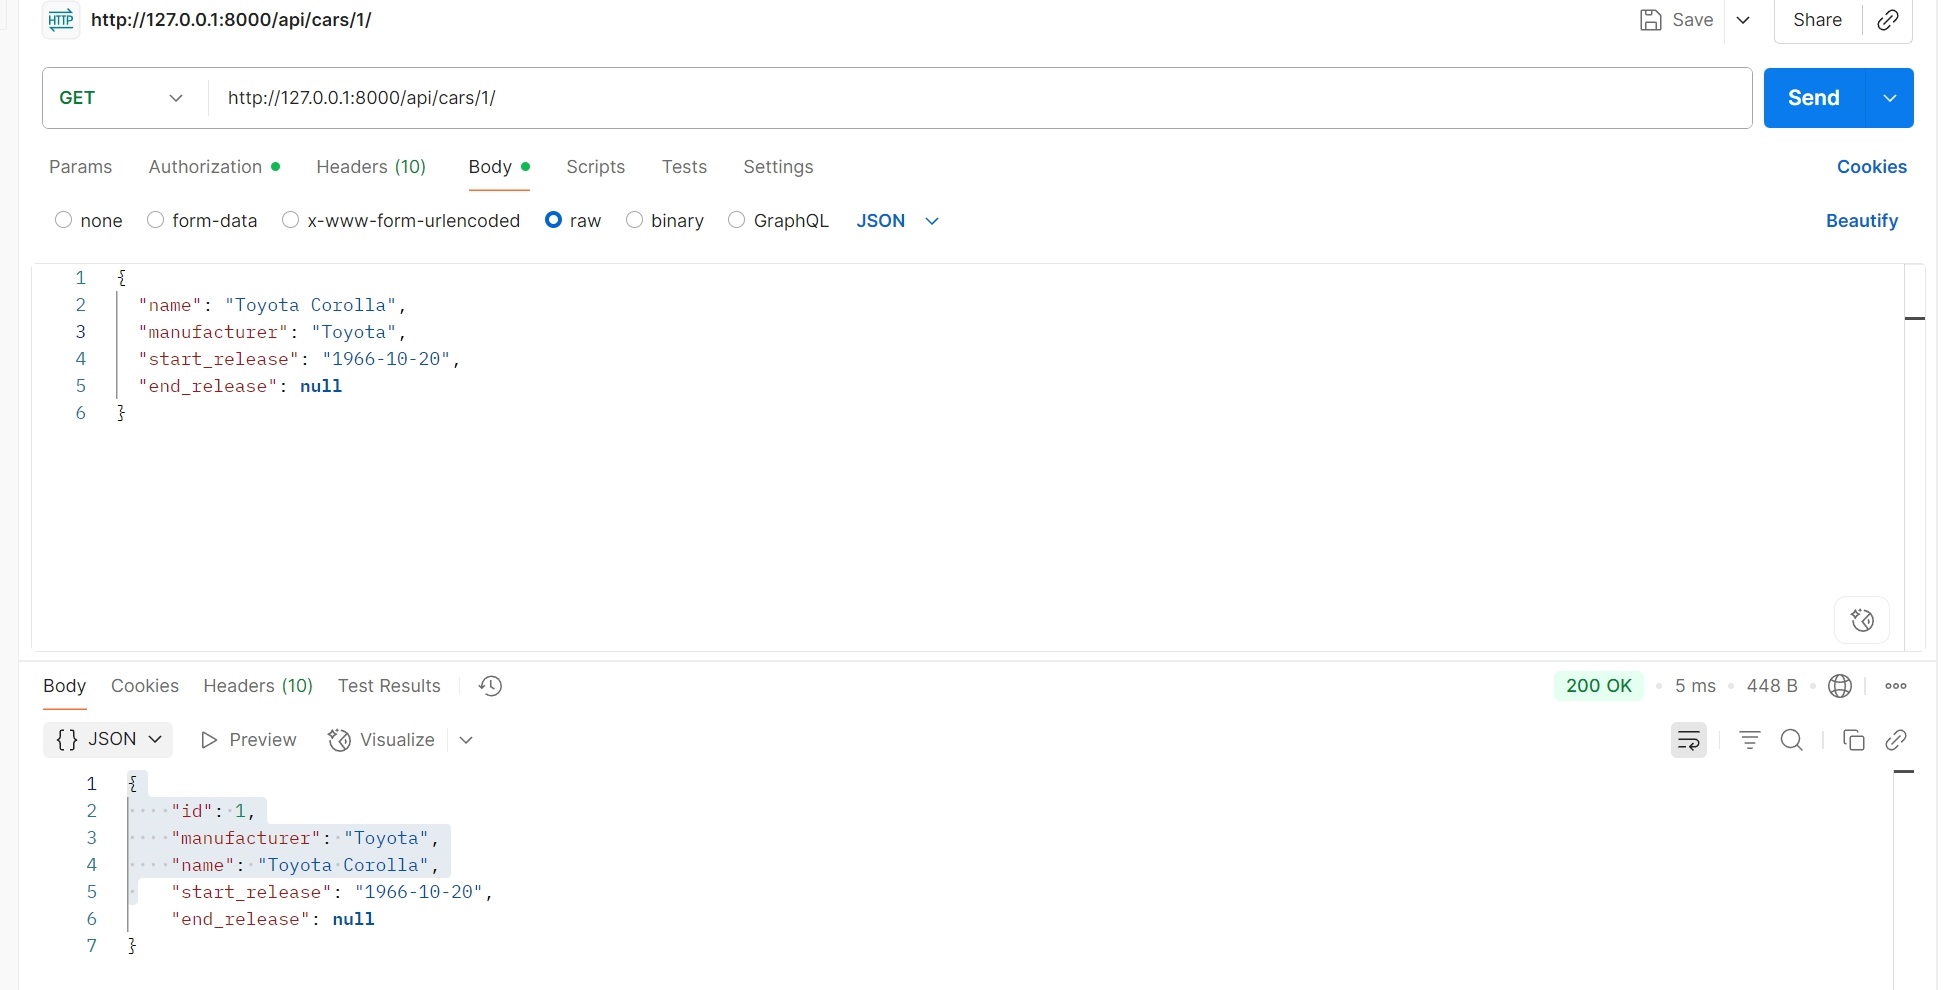 HTTP http://127.0.0.1:8000/api/cars/1/ Save Share
GET http://127.0.0.1:8000/api/cars/1/ Send
Params Authorization Headers (10) Body Scripts Tests Settings Cookies
none form-data x-www-form-urlencoded raw binary GraphQL JSON Beautify
1 {
2 "name": "Toyota Corolla",
3 "manufacturer": "Toyota",
4 "start_release": "1966-10-20",
5 "end_release": null
6 }
Body Cookies Headers (10) Test Results 200 OK • 5 ms • 448 B •
{} JSON Preview Visualize
1 {
2 "id": 1,
3 "manufacturer": "Toyota",
4 "name": "Toyota Corolla",
5 "start_release": "1966-10-20",
6 "end_release": null
7 }